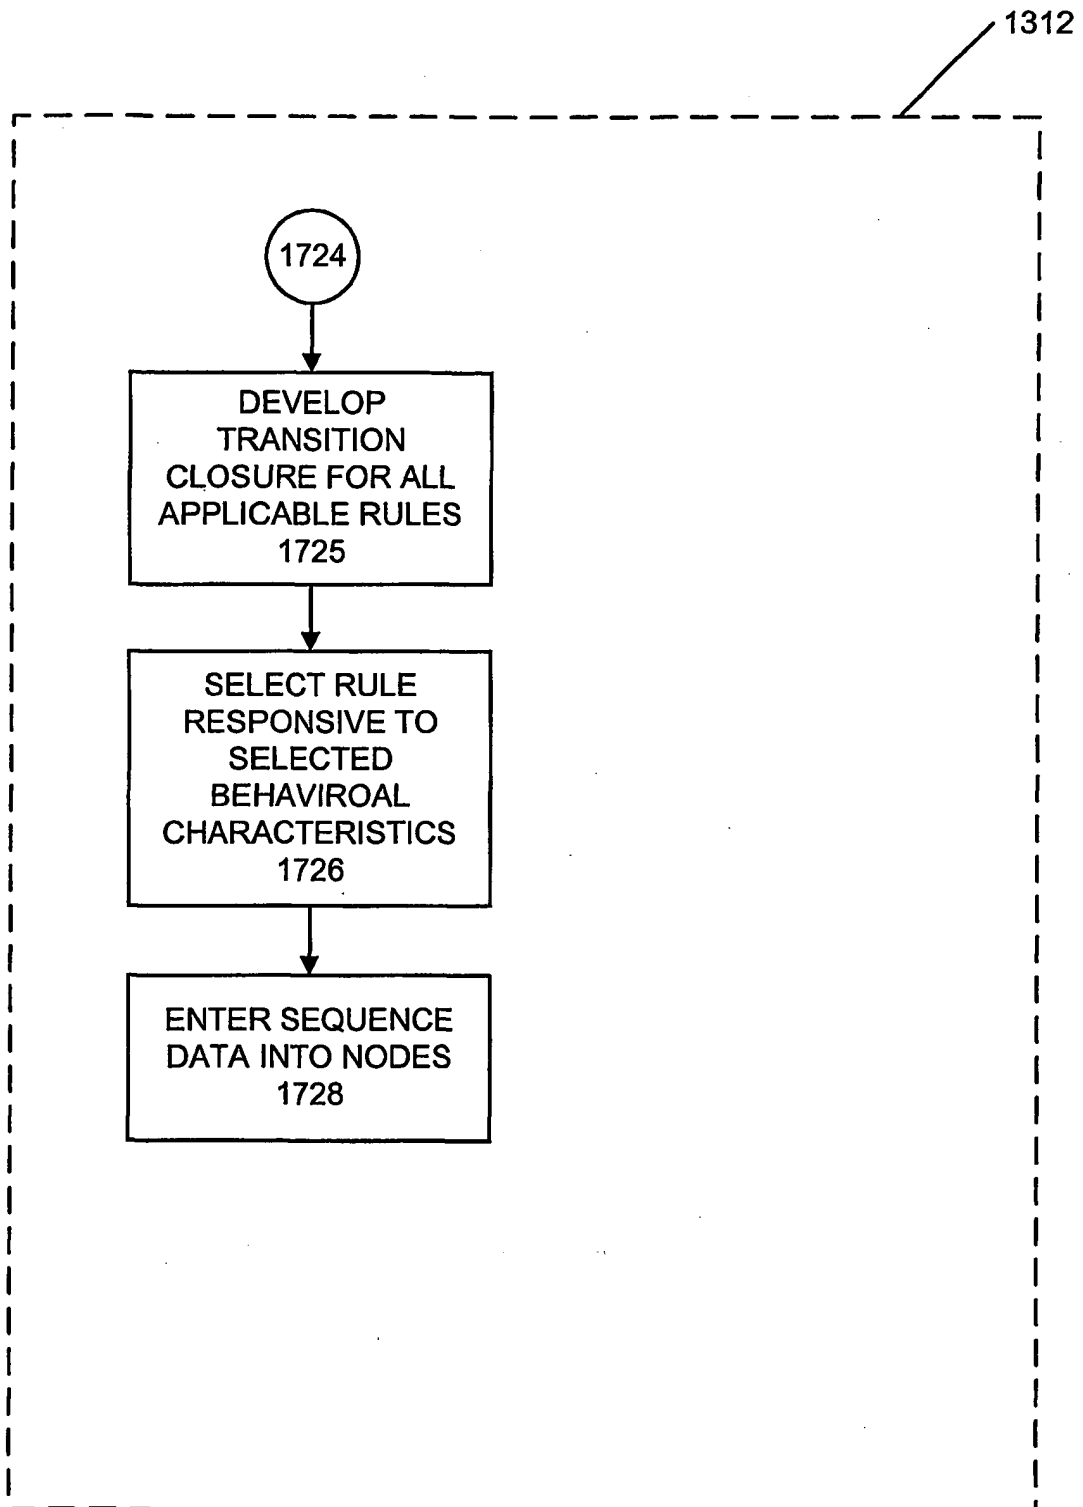 1312
1724
DEVELOP
TRANSITION
CLOSURE FOR ALL
APPLICABLE RULES
1725
SELECT RULE
RESPONSIVE TO
SELECTED
BEHAVIROAL
CHARACTERISTICS
1726
ENTER SEQUENCE
DATA INTO NODES
1728